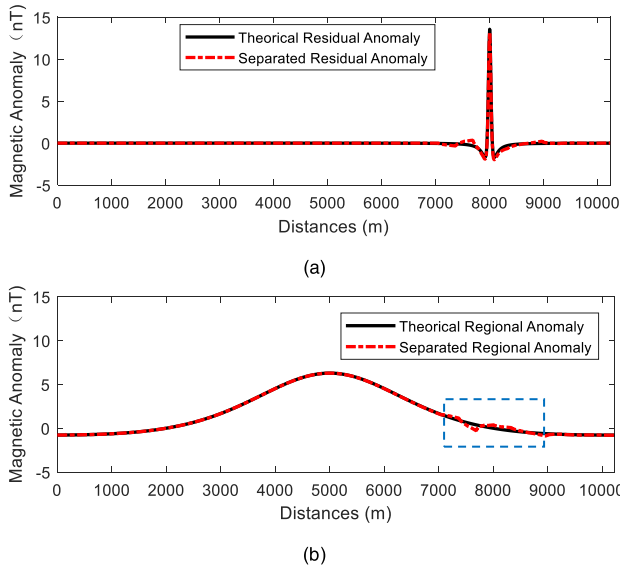 Magnetic Anomaly（nT)
15
10
5
0
-5
Theorical Residual Anomaly
Separated Residual Anomaly
0 1000 2000 3000 4000 5000 6000 7000 8000 9000 10000
Distances (m)
(a)
Magnetic Anomaly（nT)
15
10
5
0
-5
Theorical Regional Anomaly
Separated Regional Anomaly
0 1000 2000 3000 4000 5000 6000 7000 8000 9000 10000
Distances (m)
(b)